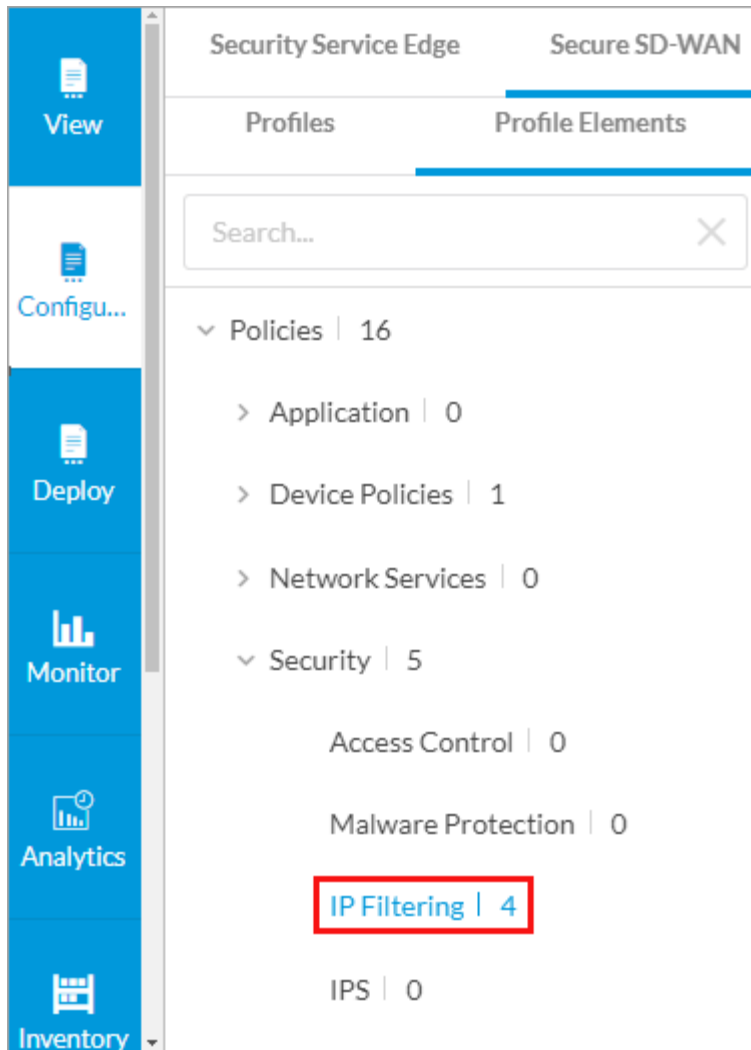 Security Service Edge
Secure SD-WAN
View
Profiles
Profile Elements
Search...
Configu...
Policies | 16
Application | 0
Deploy
Device Policies | 1
Network Services | 0
Monitor
Security | 5
Access Control | 0
Malware Protection | 0
Analytics
IP Filtering | 4
IPS | 0
Inventory